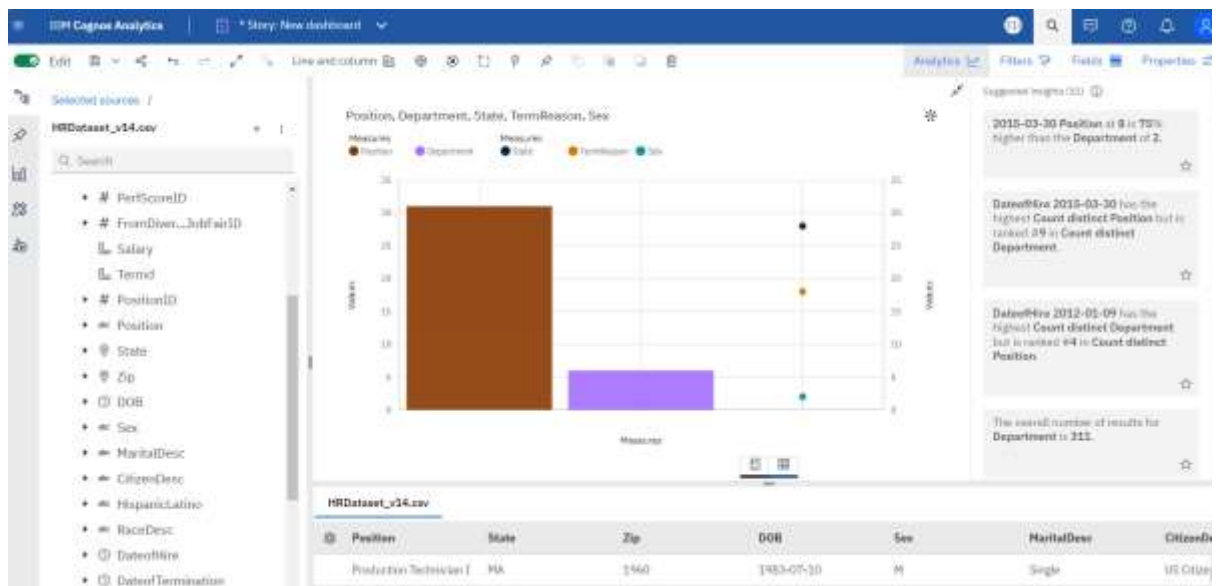 IBM Cognos Analytics
* Story: New dashboard
Edit
Line and column
Analytics
Filters
Fields
Properties
Selected sources /
HRDataset_v14.csv
Search
# PerfScoreID
# FromDiver...JobFairID
Salary
Termd
# PositionID
Position
State
Zip
DOB
Sex
MaritalDesc
CitizenDesc
HispanicLatino
RaceDesc
DateofHire
DateofTermination
Position, Department, State, TermReason, Sex
Measures
Measures
Position
Department
State
TermReason
Sex
Values
Values
Measures
Suggested insights (11)
2015-03-30 Position at 8 is 75%
higher than the Department of 2.
DateofHire 2015-03-30 has the
highest Count distinct Position but is
ranked #9 in Count distinct
Department.
DateofHire 2012-01-09 has the
highest Count distinct Department
but is ranked #4 in Count distinct
Position
The overall number of results for
Department is 311.
HRDataset_v14.csv
Position State Zip DOB Sex MaritalDesc
Production Technician I MA 1960 1983-07-10 M Single